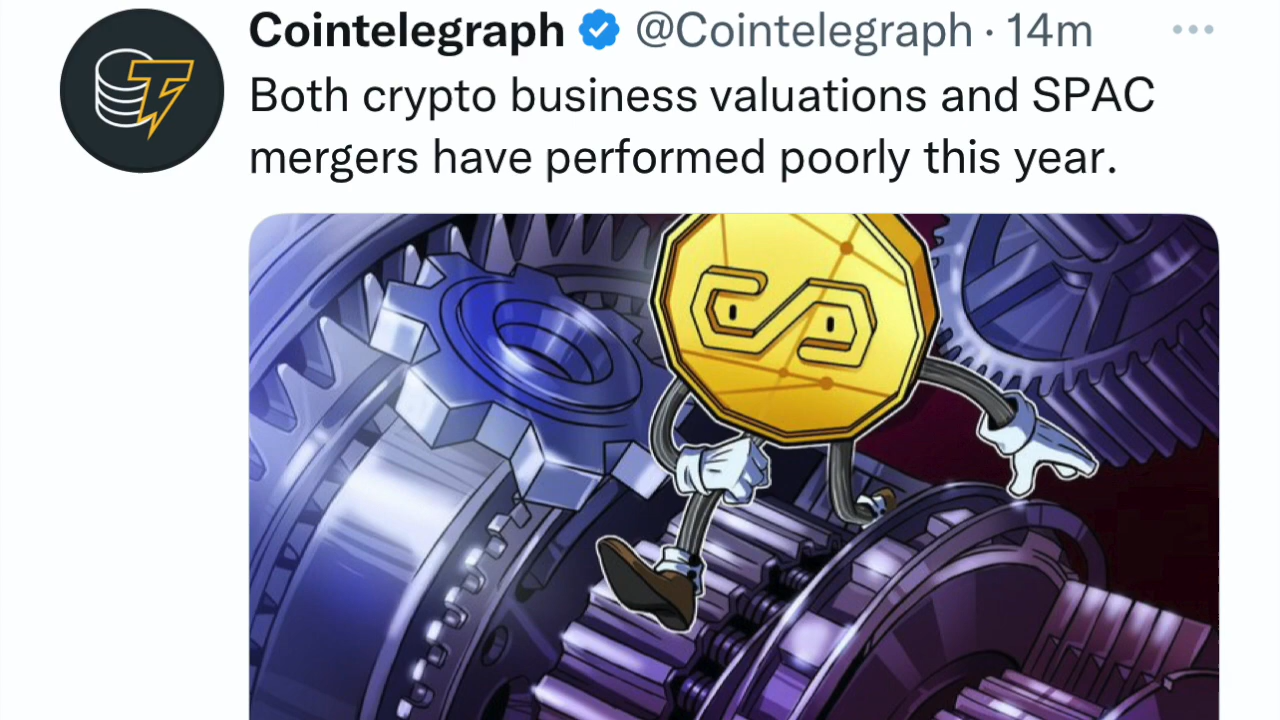 Cointelegraph @Cointelegraph · 14m
Both crypto business valuations and SPAC
mergers have performed poorly this year.